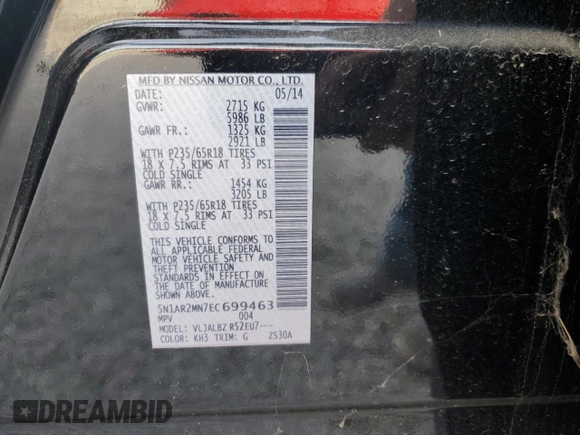 MFD BY NISSAN MOTOR CO., LTD.
DATE: 05/14
GVWR: 2715 KG
5986 LB
GAWR FR.: 1325 KG
2921 LB
WITH P235/65R18 TIRES
18 X 7.5 RIMS AT 33 PSI
COLD SINGLE
GAWR RR.: 1454 KG
3205 LB
WITH P235/65R18 TIRES
18 X 7.5 RIMS AT 33 PSI
COLD SINGLE
THIS VEHICLE CONFORMS TO
ALL APPLICABLE FEDERAL
MOTOR VEHICLE SAFETY AND
THEFT PREVENTION
STANDARDS IN EFFECT ON
THE DATE OF MANUFACTURE
SHOWN ABOVE.
5N1AR2MN7EC 699463
MPV 004
MODEL: VLJALBZ R52EU7---
COLOR: KH3 TRIM: G ZS30A
DREAMBID